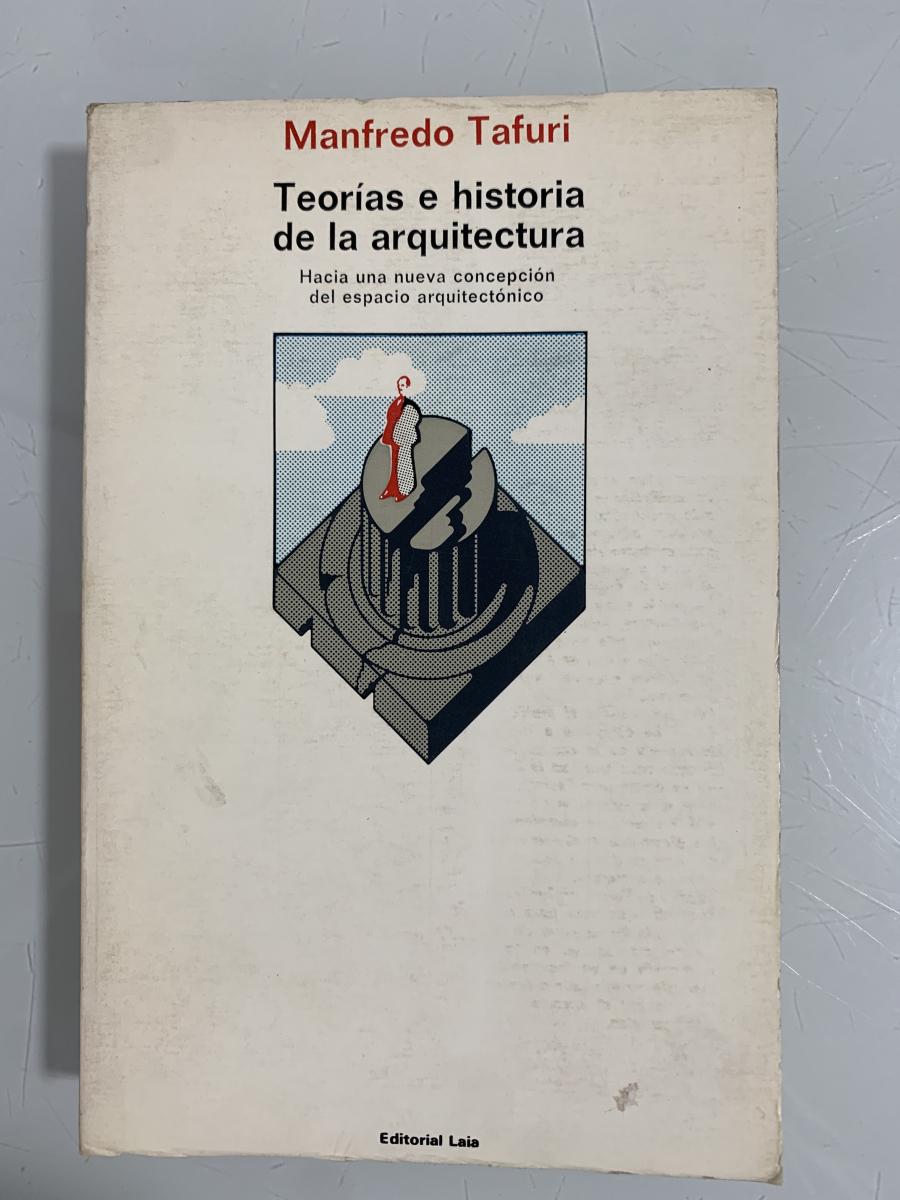 Manfredo Tafuri
Teorías e historia
de la arquitectura
Hacia una nueva concepción
del espacio arquitectónico
Editorial Laia